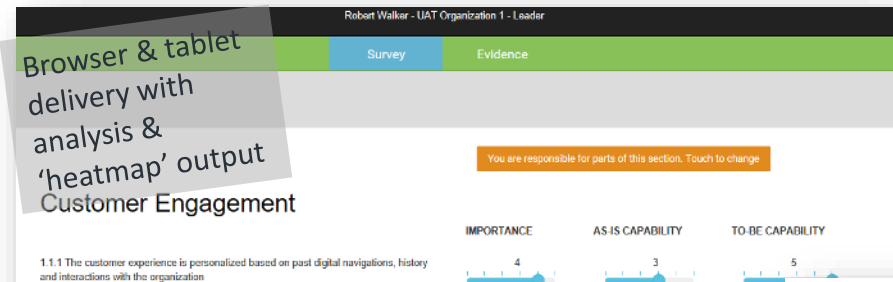 Robert Walker - UAT Organization 1 - Leader
Survey Evidence
Browser & tablet
delivery with
analysis &
‘heatmap’ output
You are responsible for parts of this section. Touch to change
Customer Engagement
IMPORTANCE AS-IS CAPABILITY TO-BE CAPABILITY
1.1.1 The customer experience is personalized based on past digital navigations, history
and interactions with the organization
4 3 5